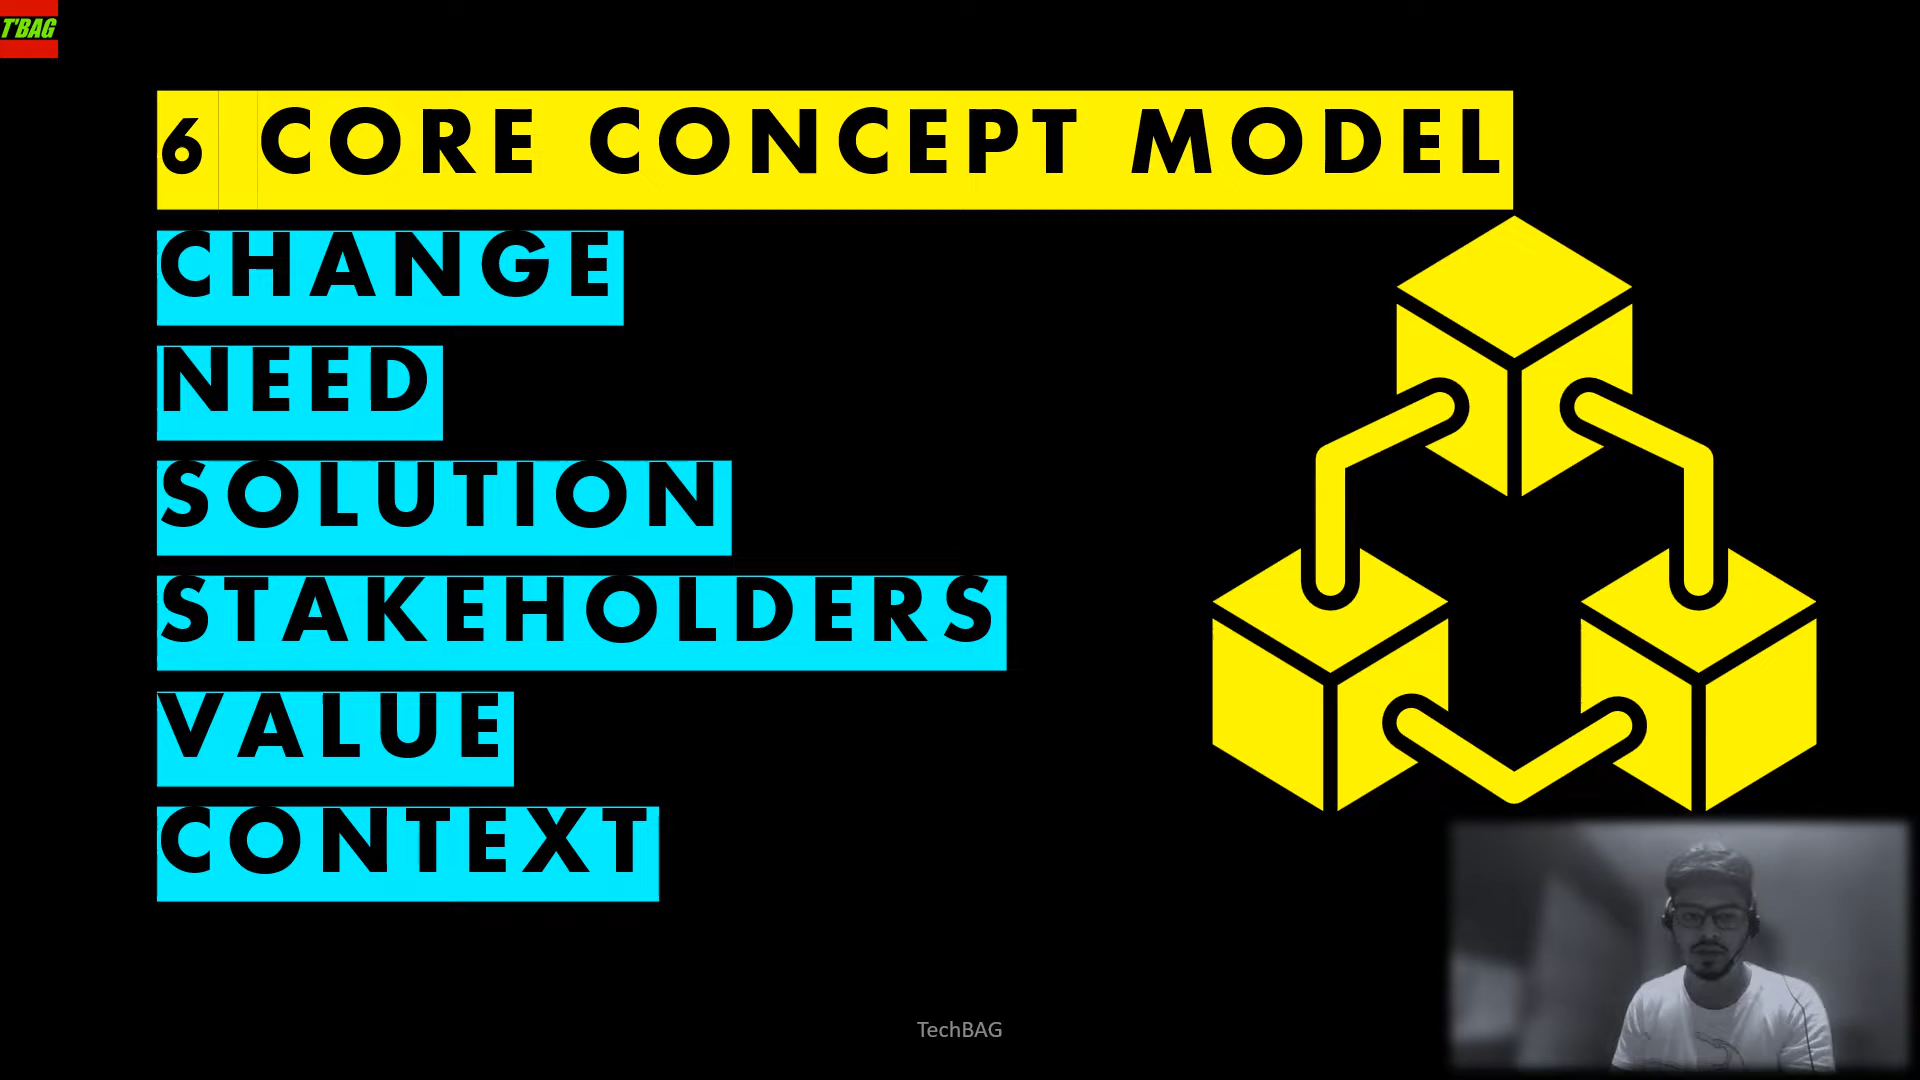 T'BAG
6 CORE CONCEPT MODEL
CHANGE
NEED
SOLUTION
STAKEHOLDERS
VALUE
CONTEXT
TechBAG